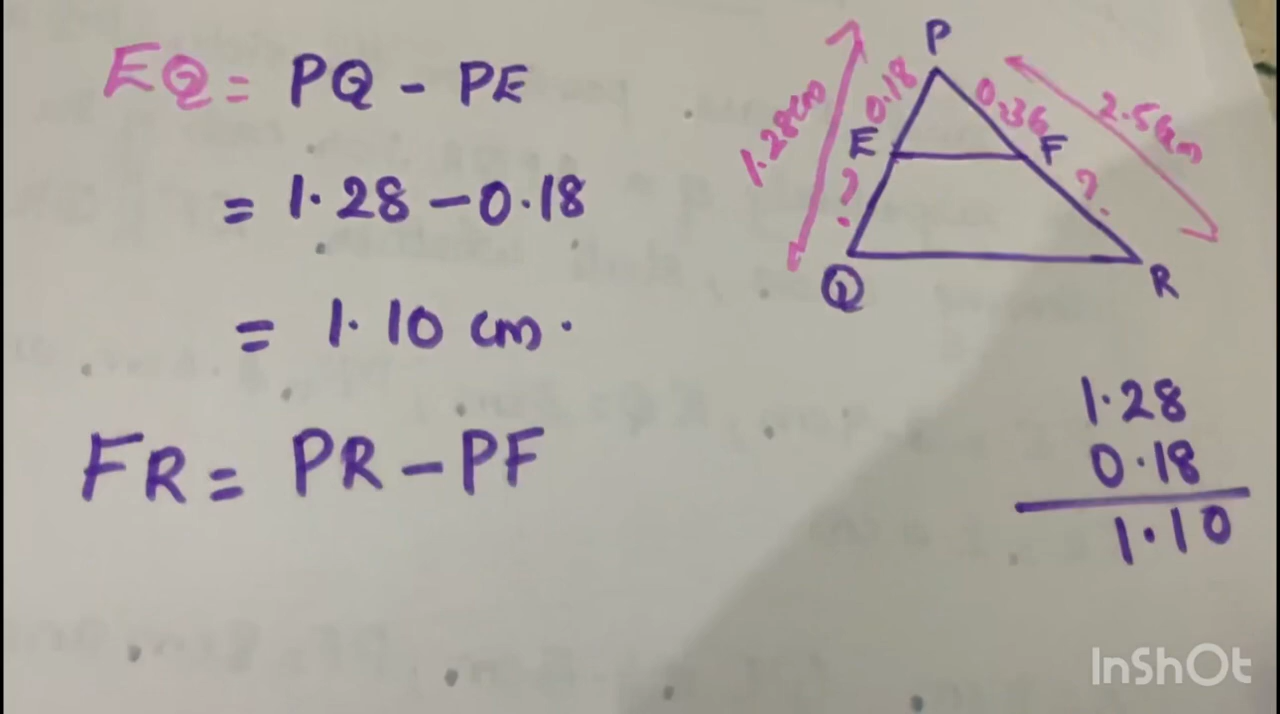 EQ = PQ - PE
= 1.28 - 0.18
= 1.10 cm.
FR = PR - PF
P
1.28cm
0.18
0.36
2.56cm
E
F
?
?
Q
R
1.28
0.18
1.10
InShOt